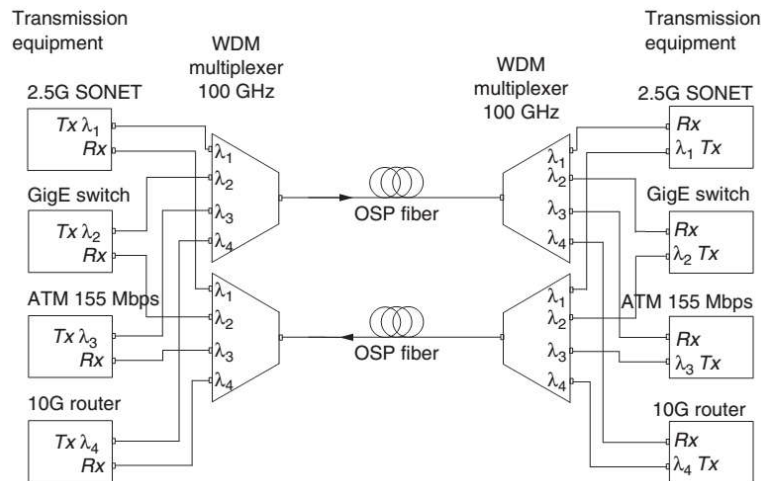 Transmission
equipment
WDM
multiplexer
100 GHz
2.5G SONET
Tx λ1
Rx
GigE switch
Tx λ2
Rx
ATM 155 Mbps
Tx λ3
Rx
10G router
Tx λ4
Rx
λ1
λ2
λ3
λ4
λ1
λ2
λ3
λ4
OSP fiber
OSP fiber
WDM
multiplexer
100 GHz
λ1
λ2
λ3
λ4
λ1
λ2
λ3
λ4
Transmission
equipment
2.5G SONET
Rx
λ1 Tx
GigE switch
Rx
λ2 Tx
ATM 155 Mbps
Rx
λ3 Tx
10G router
Rx
λ4 Tx